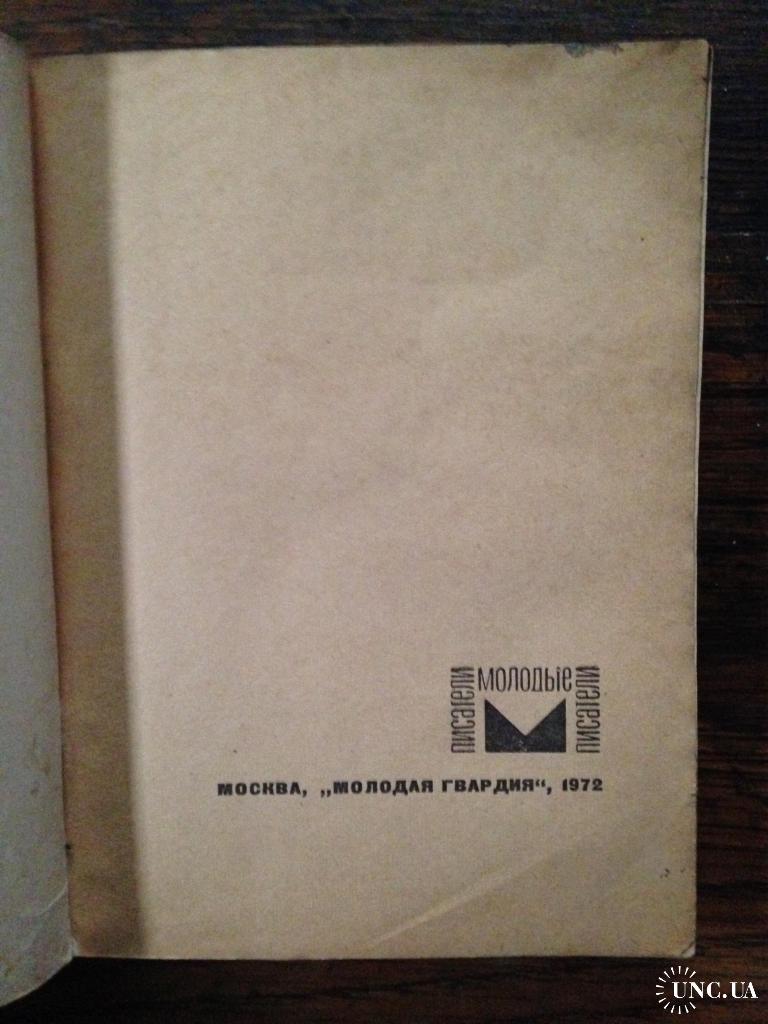 писатели
молодые
писатели
МОСКВА, „МОЛОДАЯ ГВАРДИЯ“, 1972
UNC.UA